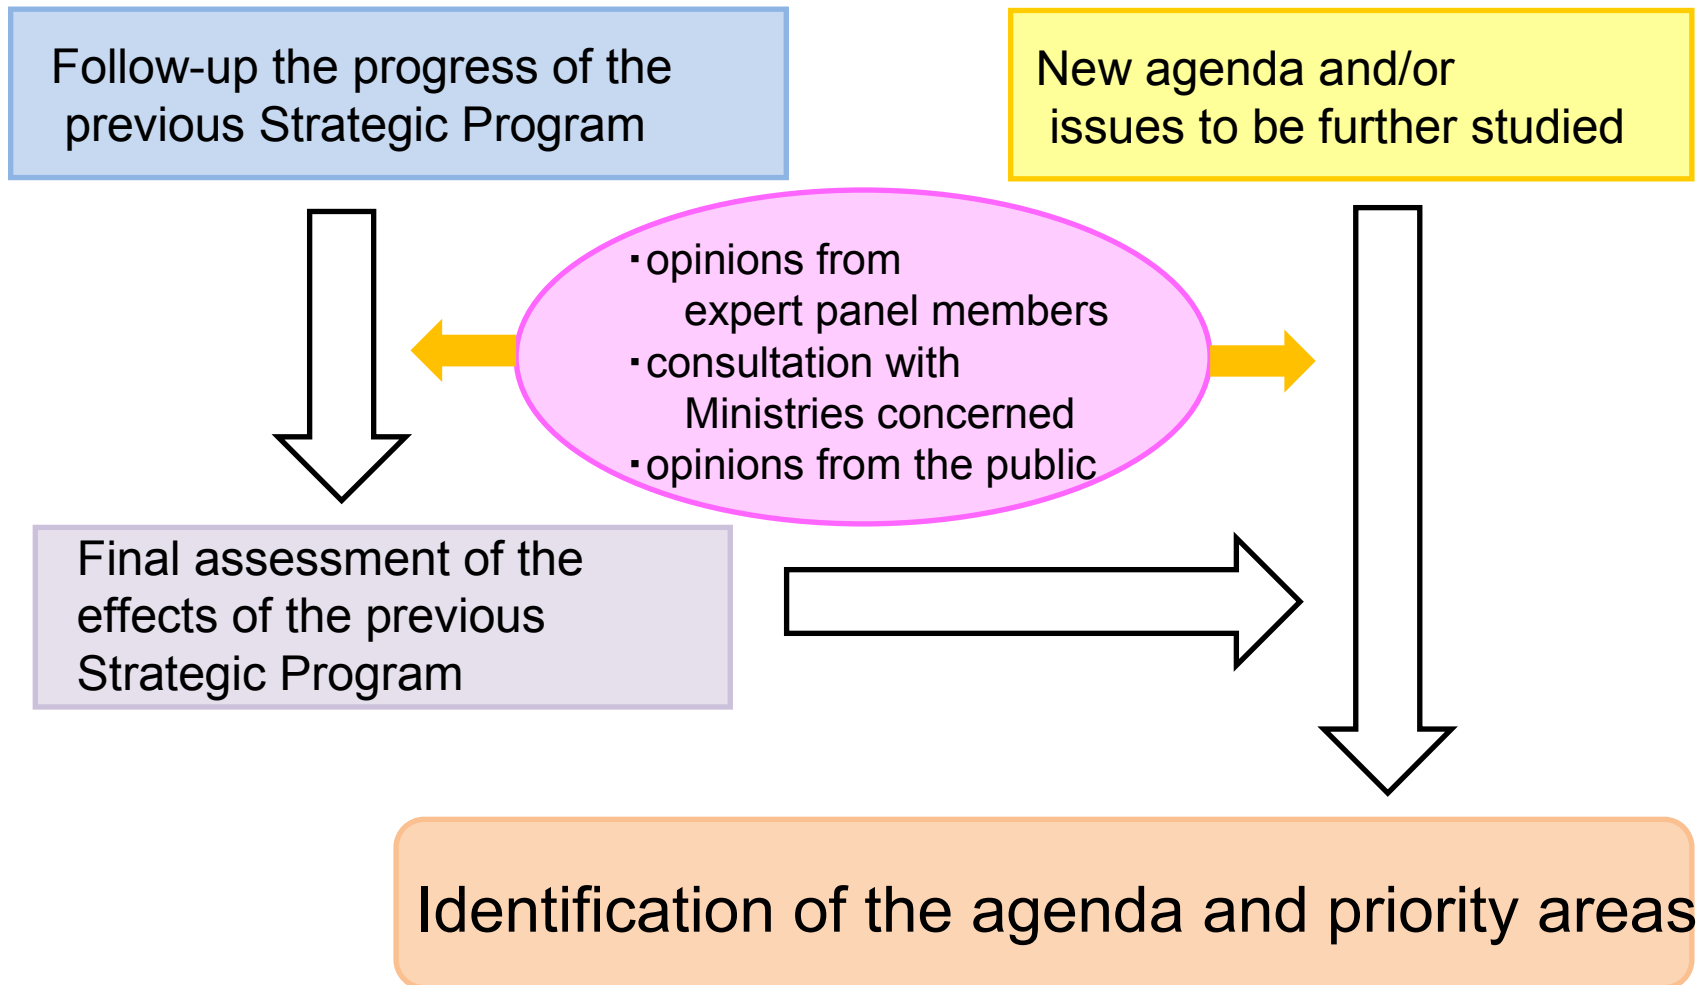 Follow-up the progress of the
previous Strategic Program
New agenda and/or
issues to be further studied
・opinions from
expert panel members
・consultation with
Ministries concerned
・opinions from the public
Final assessment of the
effects of the previous
Strategic Program
Identification of the agenda and priority areas